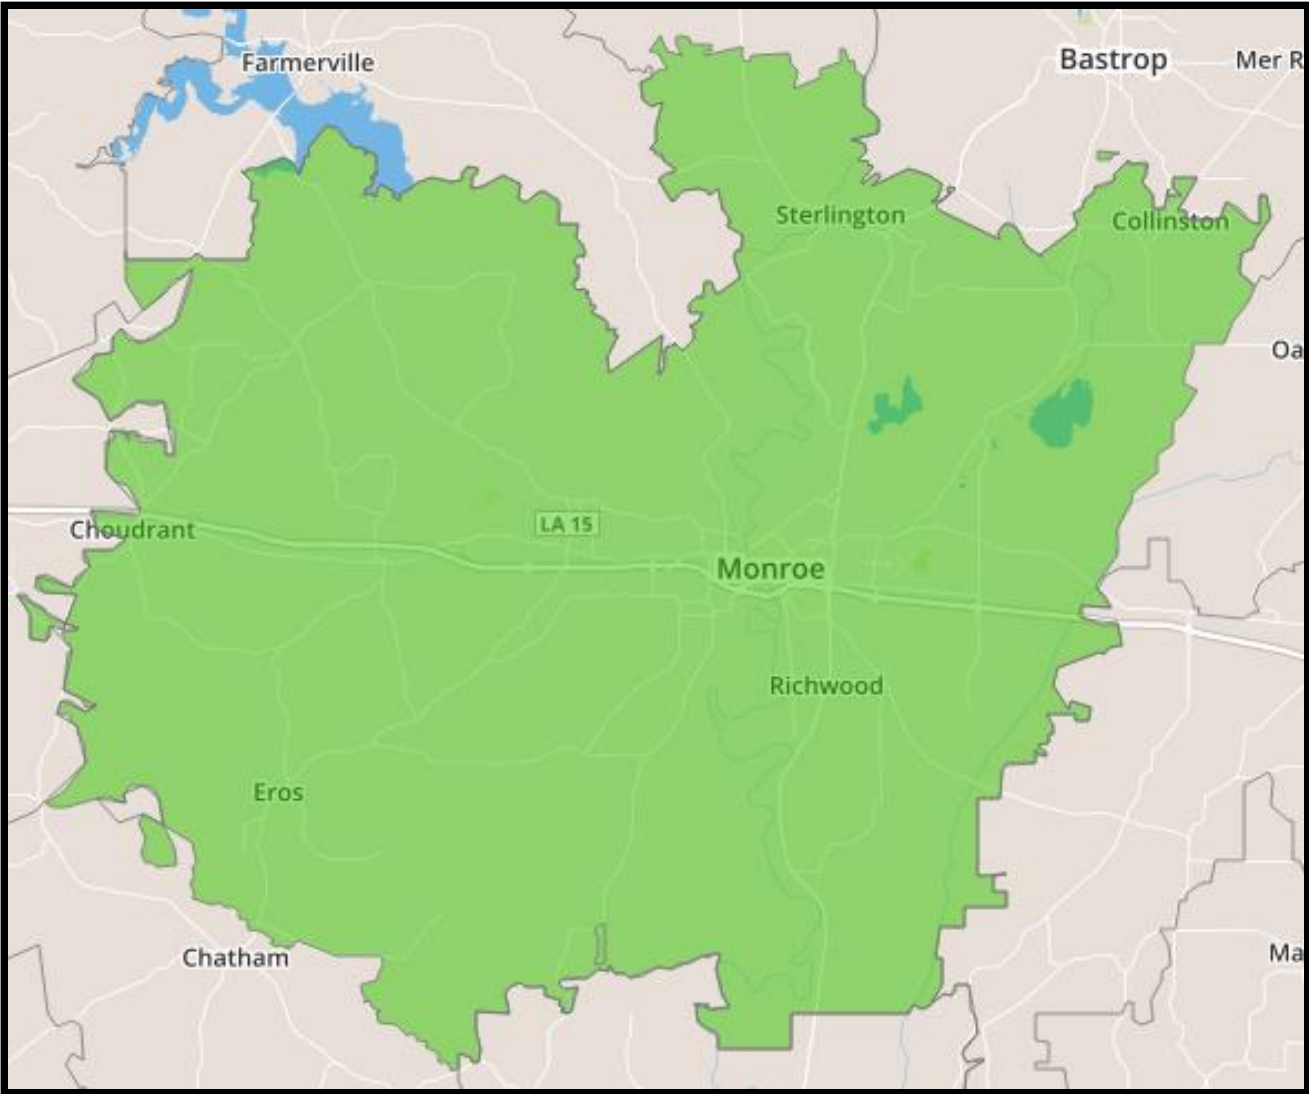 Farmerville
Bastrop
Mer R
Sterlington
Collinston
Oa
LA 15
Choudrant
Monroe
Richwood
Eros
Chatham
Ma